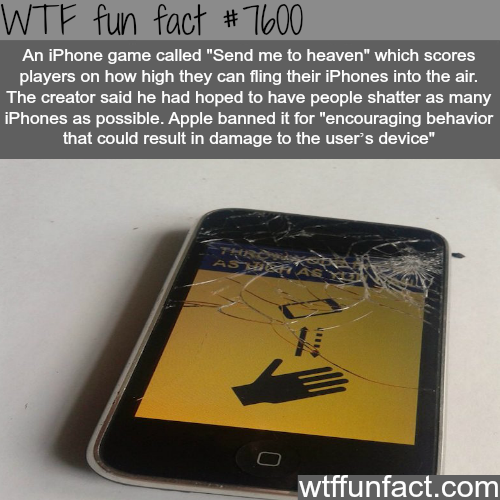 WTF fun fact #7600
An iPhone game called "Send me to heaven" which scores
players on how high they can fling their iPhones into the air.
The creator said he had hoped to have people shatter as many
iPhones as possible. Apple banned it for "encouraging behavior
that could result in damage to the user's device"
AS HIGH AS YOU
wtffunfact.com